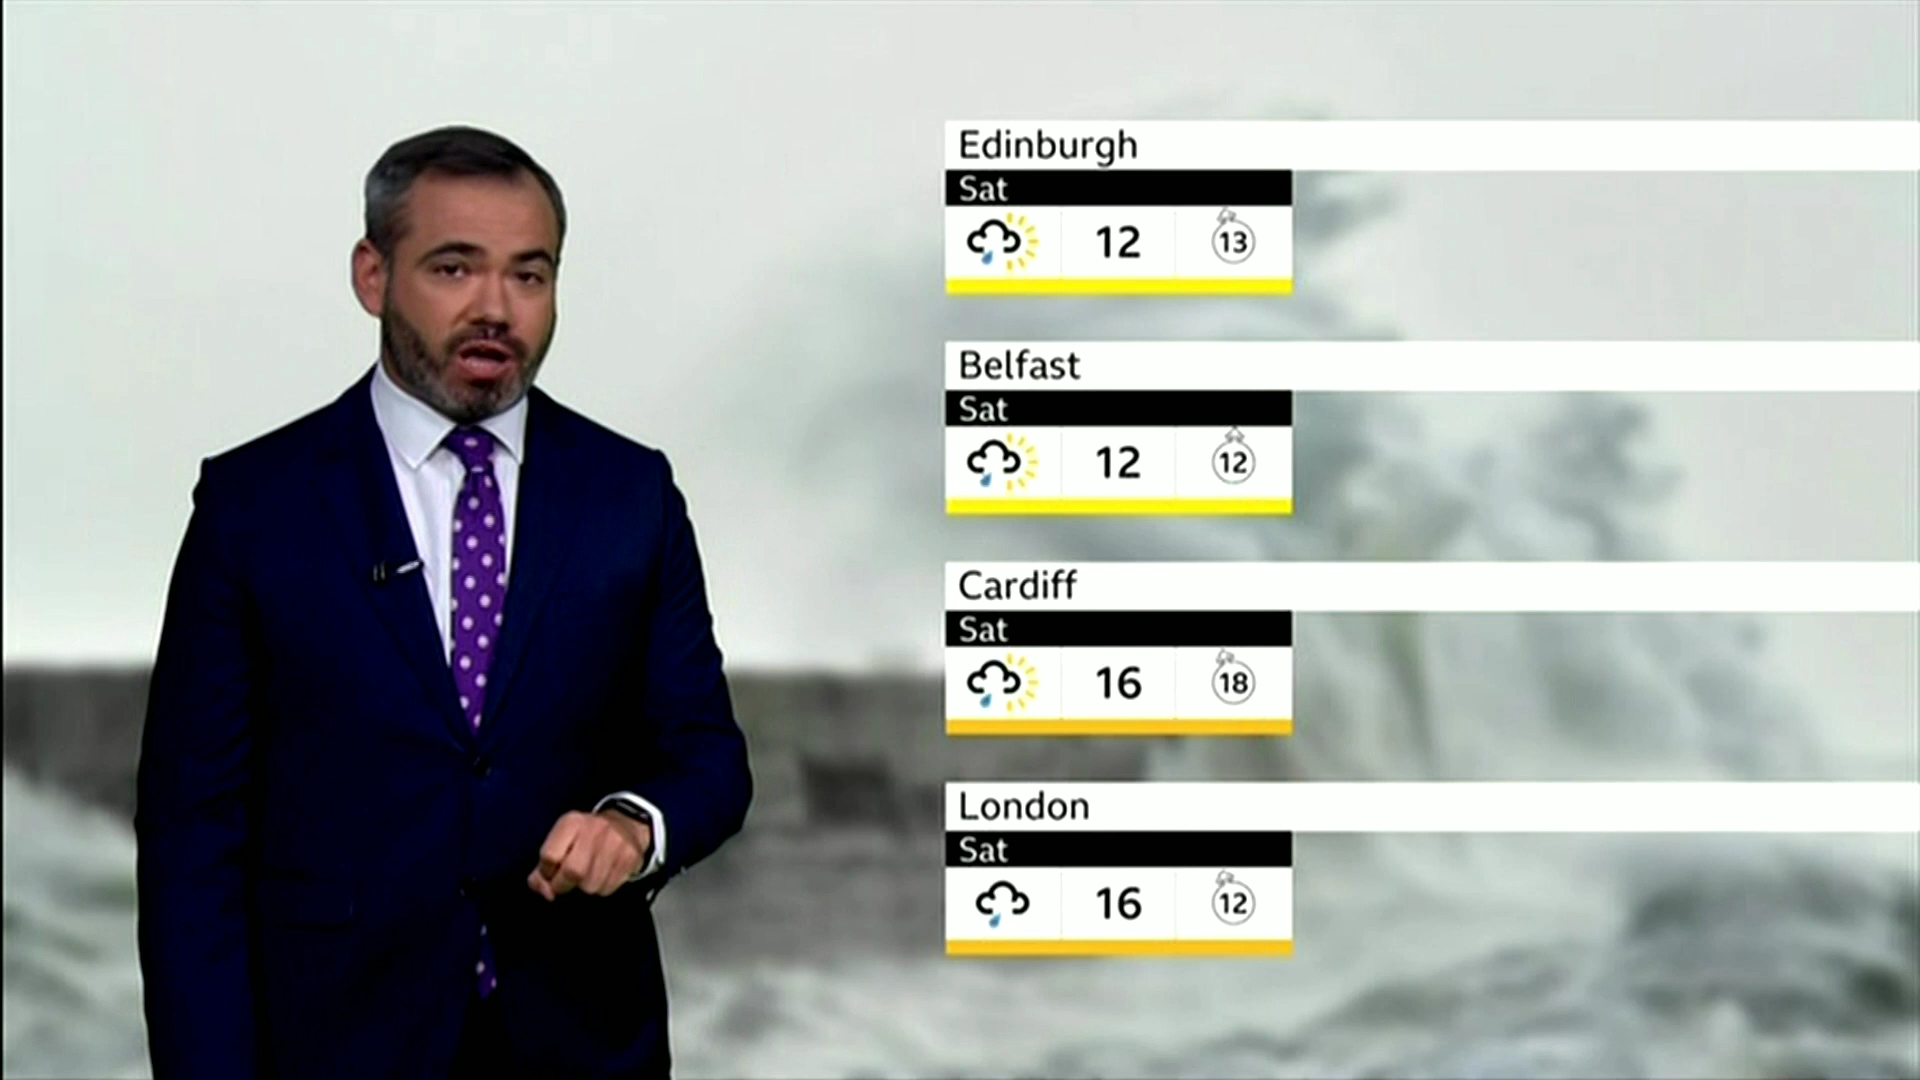 Edinburgh
Sat
12 13
Belfast
Sat
12 12
Cardiff
Sat
16 18
London
Sat
16 12